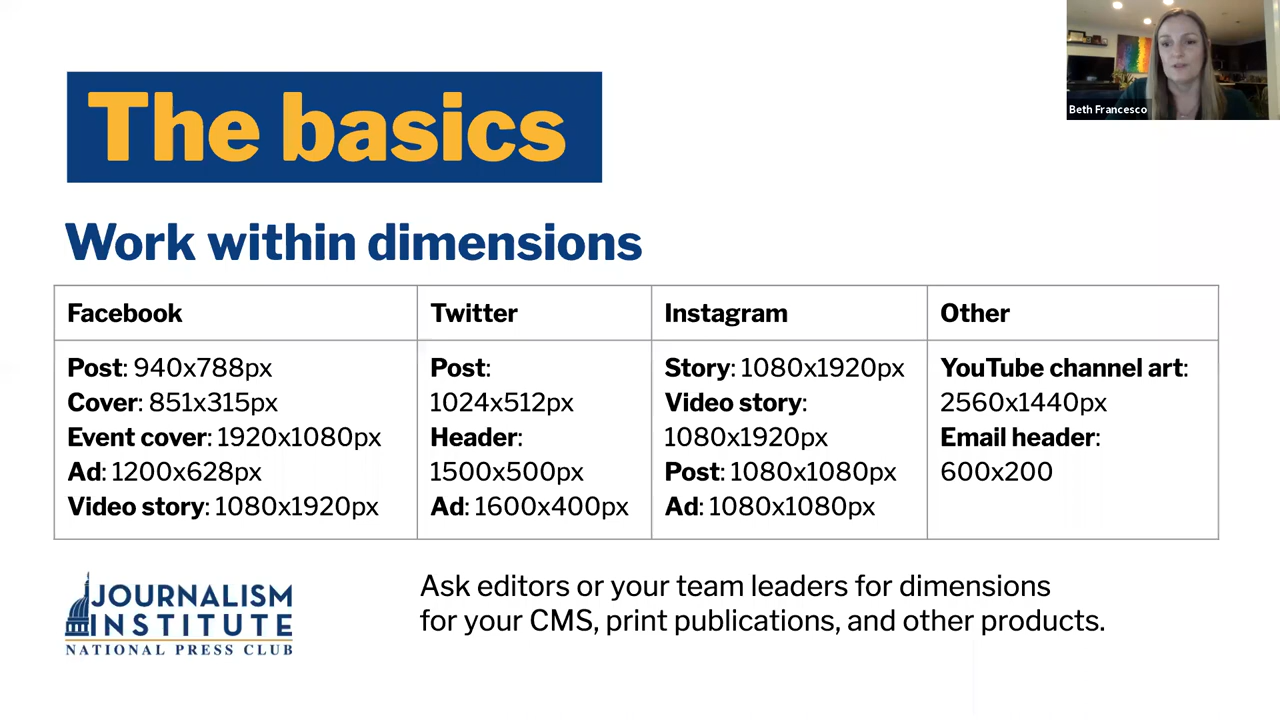 The basics
Beth Francesco
Work within dimensions
Facebook
Post: 940x788px
Cover: 851x315px
Event cover: 1920x1080px
Ad: 1200x628px
Video story: 1080x1920px
Twitter
Post:
1024x512px
Header:
1500x500px
Ad: 1600x400px
Instagram
Story: 1080x1920px
Video story:
1080x1920px
Post: 1080x1080px
Ad: 1080x1080px
Other
YouTube channel art:
2560x1440px
Email header:
600x200
JOURNALISM
INSTITUTE
NATIONAL PRESS CLUB
Ask editors or your team leaders for dimensions
for your CMS, print publications, and other products.